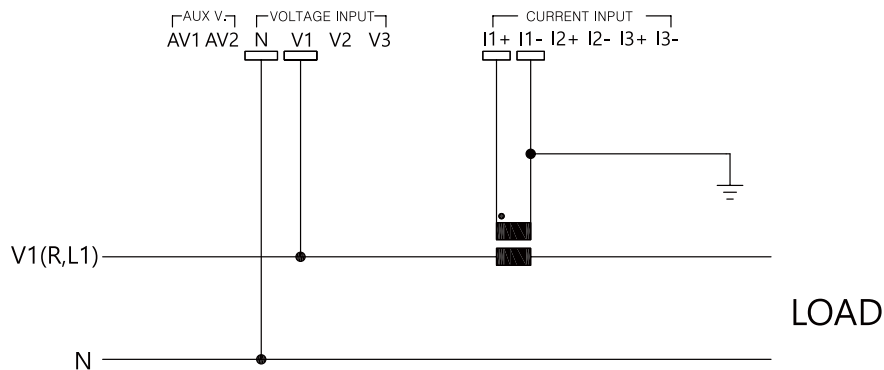 AUX V. VOLTAGE INPUT CURRENT INPUT
AV1 AV2 N V1 V2 V3 I1+ I1- I2+ I2- I3+ I3-
V1(R,L1)
LOAD
N